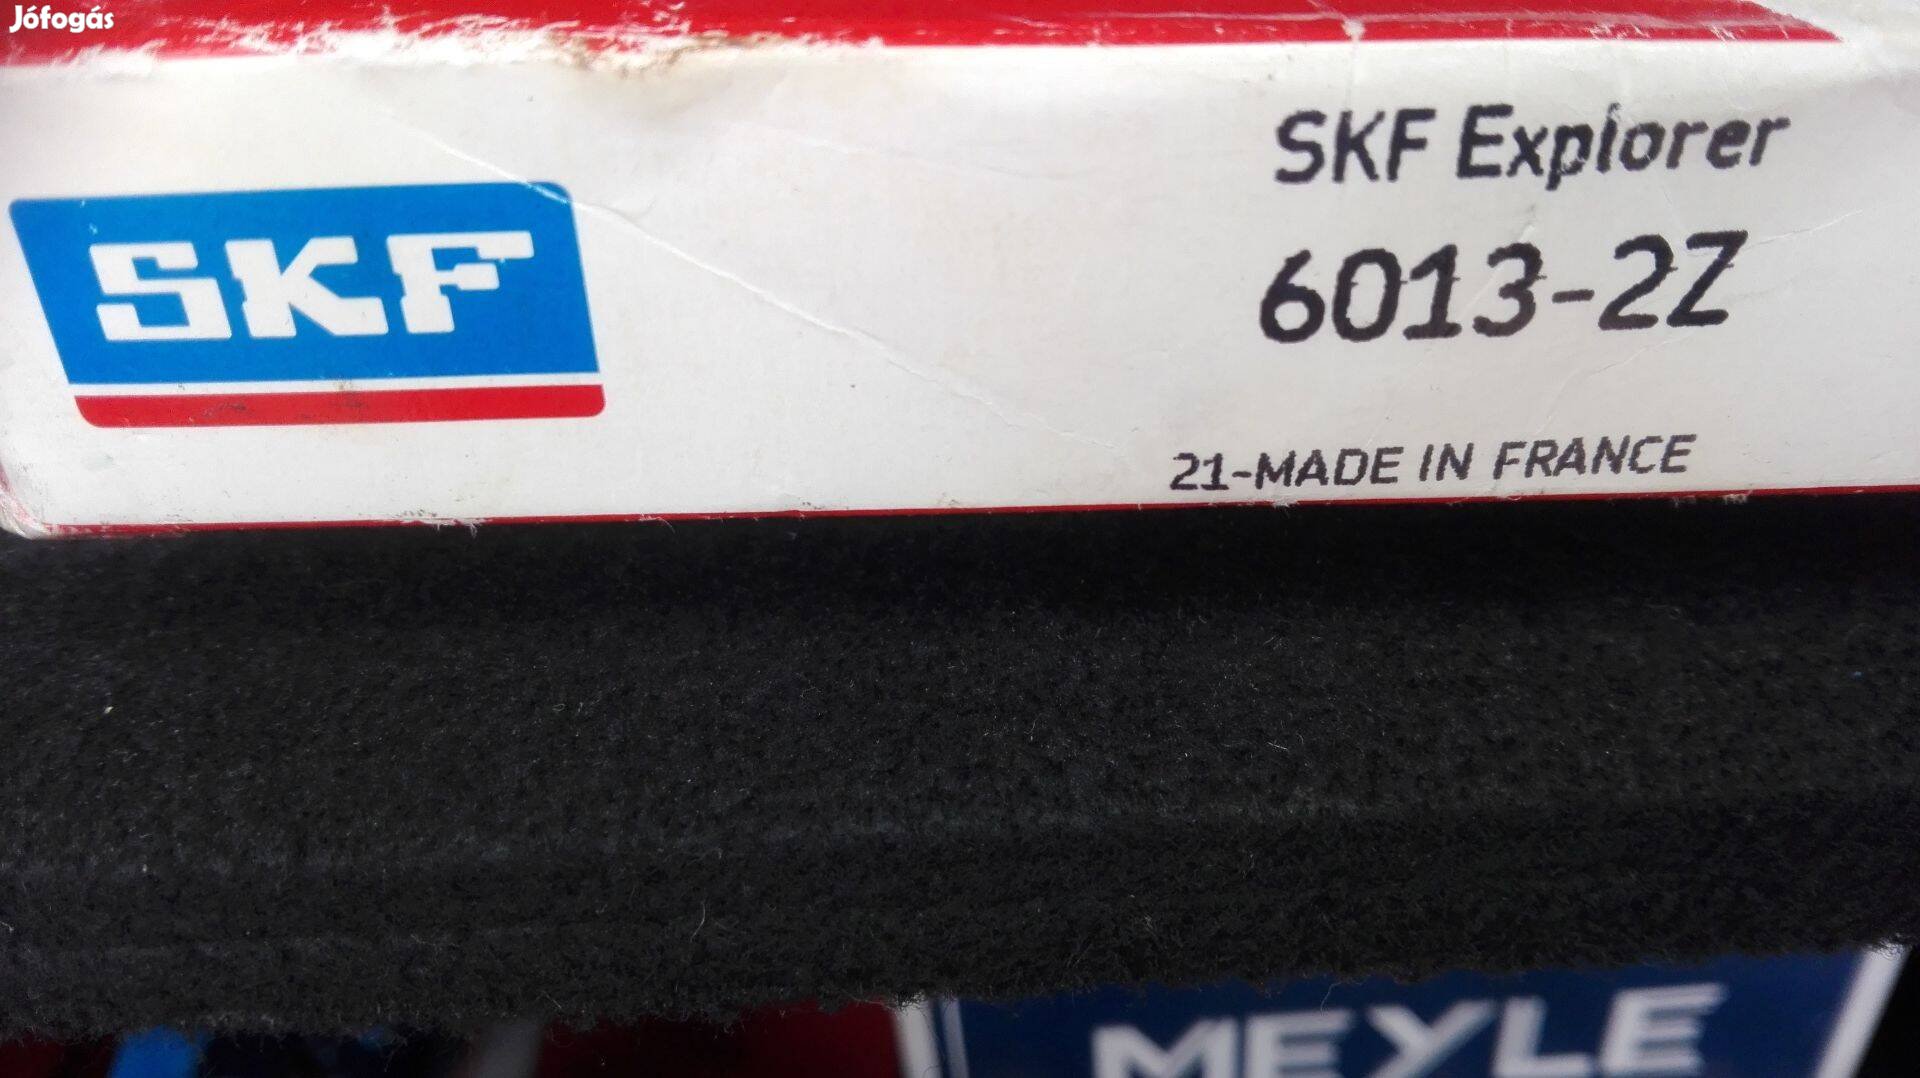 Jófogás
SKF
SKF Explorer
6013-2Z
21-MADE IN FRANCE
MEYLE